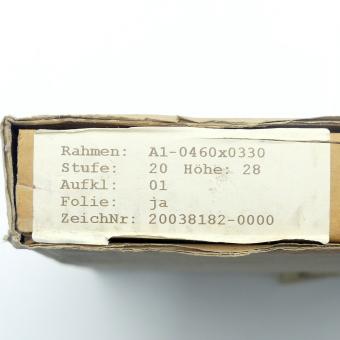 Rahmen: A1-0460x0330
Stufe: 20 Höhe: 28
Aufkl: 01
Folie: ja
ZeichNr: 20038182-0000